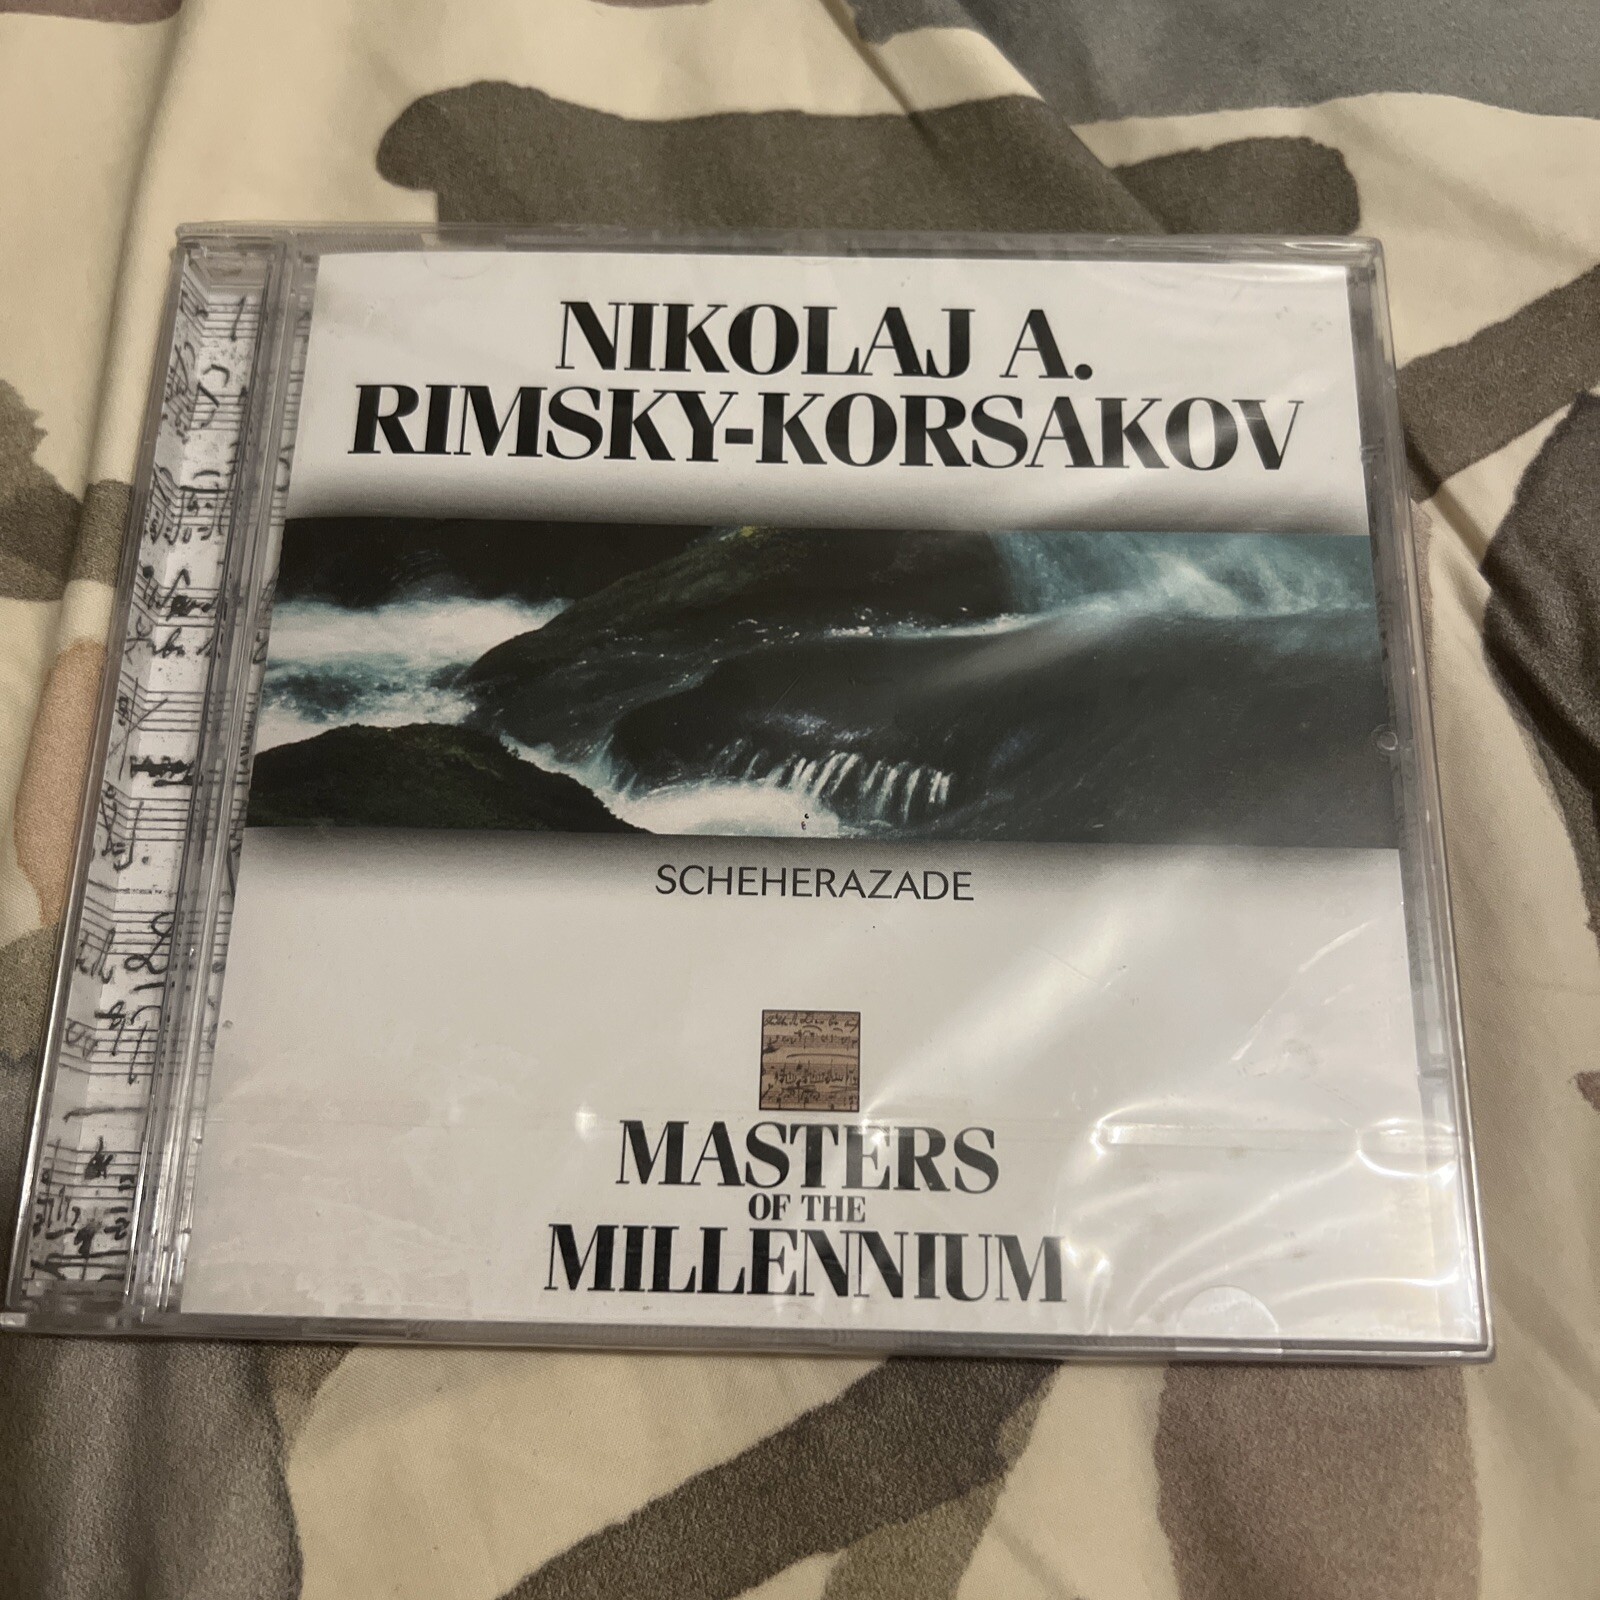 NIKOLAJ A.
RIMSKY-KORSAKOV
SCHEHERAZADE
MASTERS
OF THE
MILLENNIUM